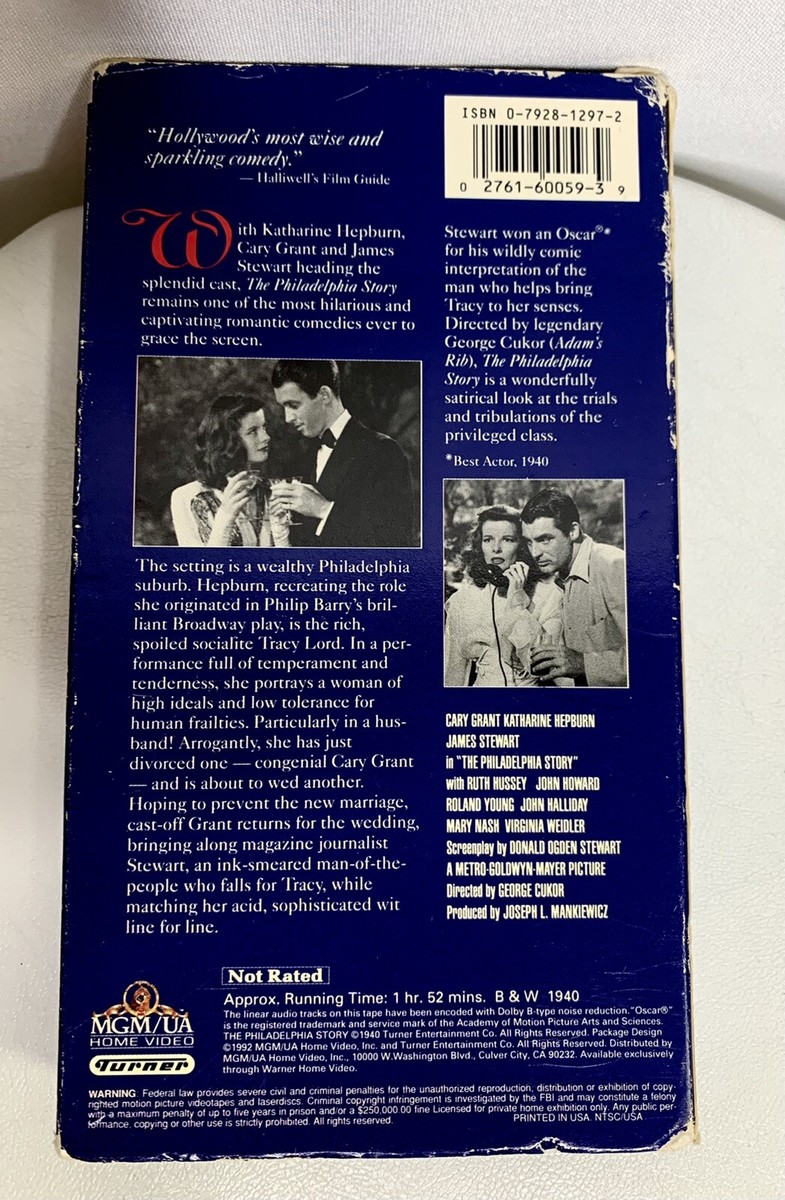 "Hollywood's most wise and
sparkling comedy."
— Halliwell's Film Guide
With Katharine Hepburn,
Cary Grant and James
Stewart heading the
splendid cast, The Philadelphia Story
remains one of the most hilarious and
captivating romantic comedies ever to
grace the screen.
The setting is a wealthy Philadelphia
suburb. Hepburn, recreating the role
she originated in Philip Barry's bril-
liant Broadway play, is the rich,
spoiled socialite Tracy Lord. In a per-
formance full of temperament and
tenderness, she portrays a woman of
high ideals and low tolerance for
human frailties. Particularly in a hus-
band! Arrogantly, she has just
divorced one — congenial Cary Grant
— and is about to wed another.
Hoping to prevent the new marriage,
cast-off Grant returns for the wedding,
bringing along magazine journalist
Stewart, an ink-smeared man-of-the-
people who falls for Tracy, while
matching her acid, sophisticated wit
line for line.
ISBN 0-7928-1297-2
0 2761-60059-3 9
Stewart won an Oscar®*
for his wildly comic
interpretation of the
man who helps bring
Tracy to her senses.
Directed by legendary
George Cukor (Adam's
Rib), The Philadelphia
Story is a wonderfully
satirical look at the trials
and tribulations of the
privileged class.
*Best Actor, 1940
CARY GRANT KATHARINE HEPBURN
JAMES STEWART
in "THE PHILADELPHIA STORY"
with RUTH HUSSEY JOHN HOWARD
ROLAND YOUNG JOHN HALLIDAY
MARY NASH VIRGINIA WEIDLER
Screenplay by DONALD OGDEN STEWART
A METRO-GOLDWYN-MAYER PICTURE
Directed by GEORGE CUKOR
Produced by JOSEPH L. MANKIEWICZ
MGM/UA
HOME VIDEO
Turner
Not Rated
Approx. Running Time: 1 hr. 52 mins. B & W 1940
The linear audio tracks on this tape have been encoded with Dolby B-type noise reduction. "Oscar®"
is the registered trademark and service mark of the Academy of Motion Picture Arts and Sciences.
THE PHILADELPHIA STORY ©1940 Turner Entertainment Co. All Rights Reserved. Package Design
©1992 MGM/UA Home Video, Inc. and Turner Entertainment Co. All Rights Reserved. Distributed by
MGM/UA Home Video, Inc., 10000 W.Washington Blvd., Culver City, CA 90232. Available exclusively
through Warner Home Video.
WARNING Federal law provides severe civil and criminal penalties for the unauthorized reproduction, distribution or exhibition of copy-
righted motion picture videotapes and laserdiscs. Criminal copyright infringement is investigated by the FBI and may constitute a felony
with a maximum penalty of up to five years in prison and/or a $250,000.00 fine Licensed for private home exhibition only. Any public per-
formance, copying or other use is strictly prohibited. All rights reserved. PRINTED IN USA. NTSC/USA